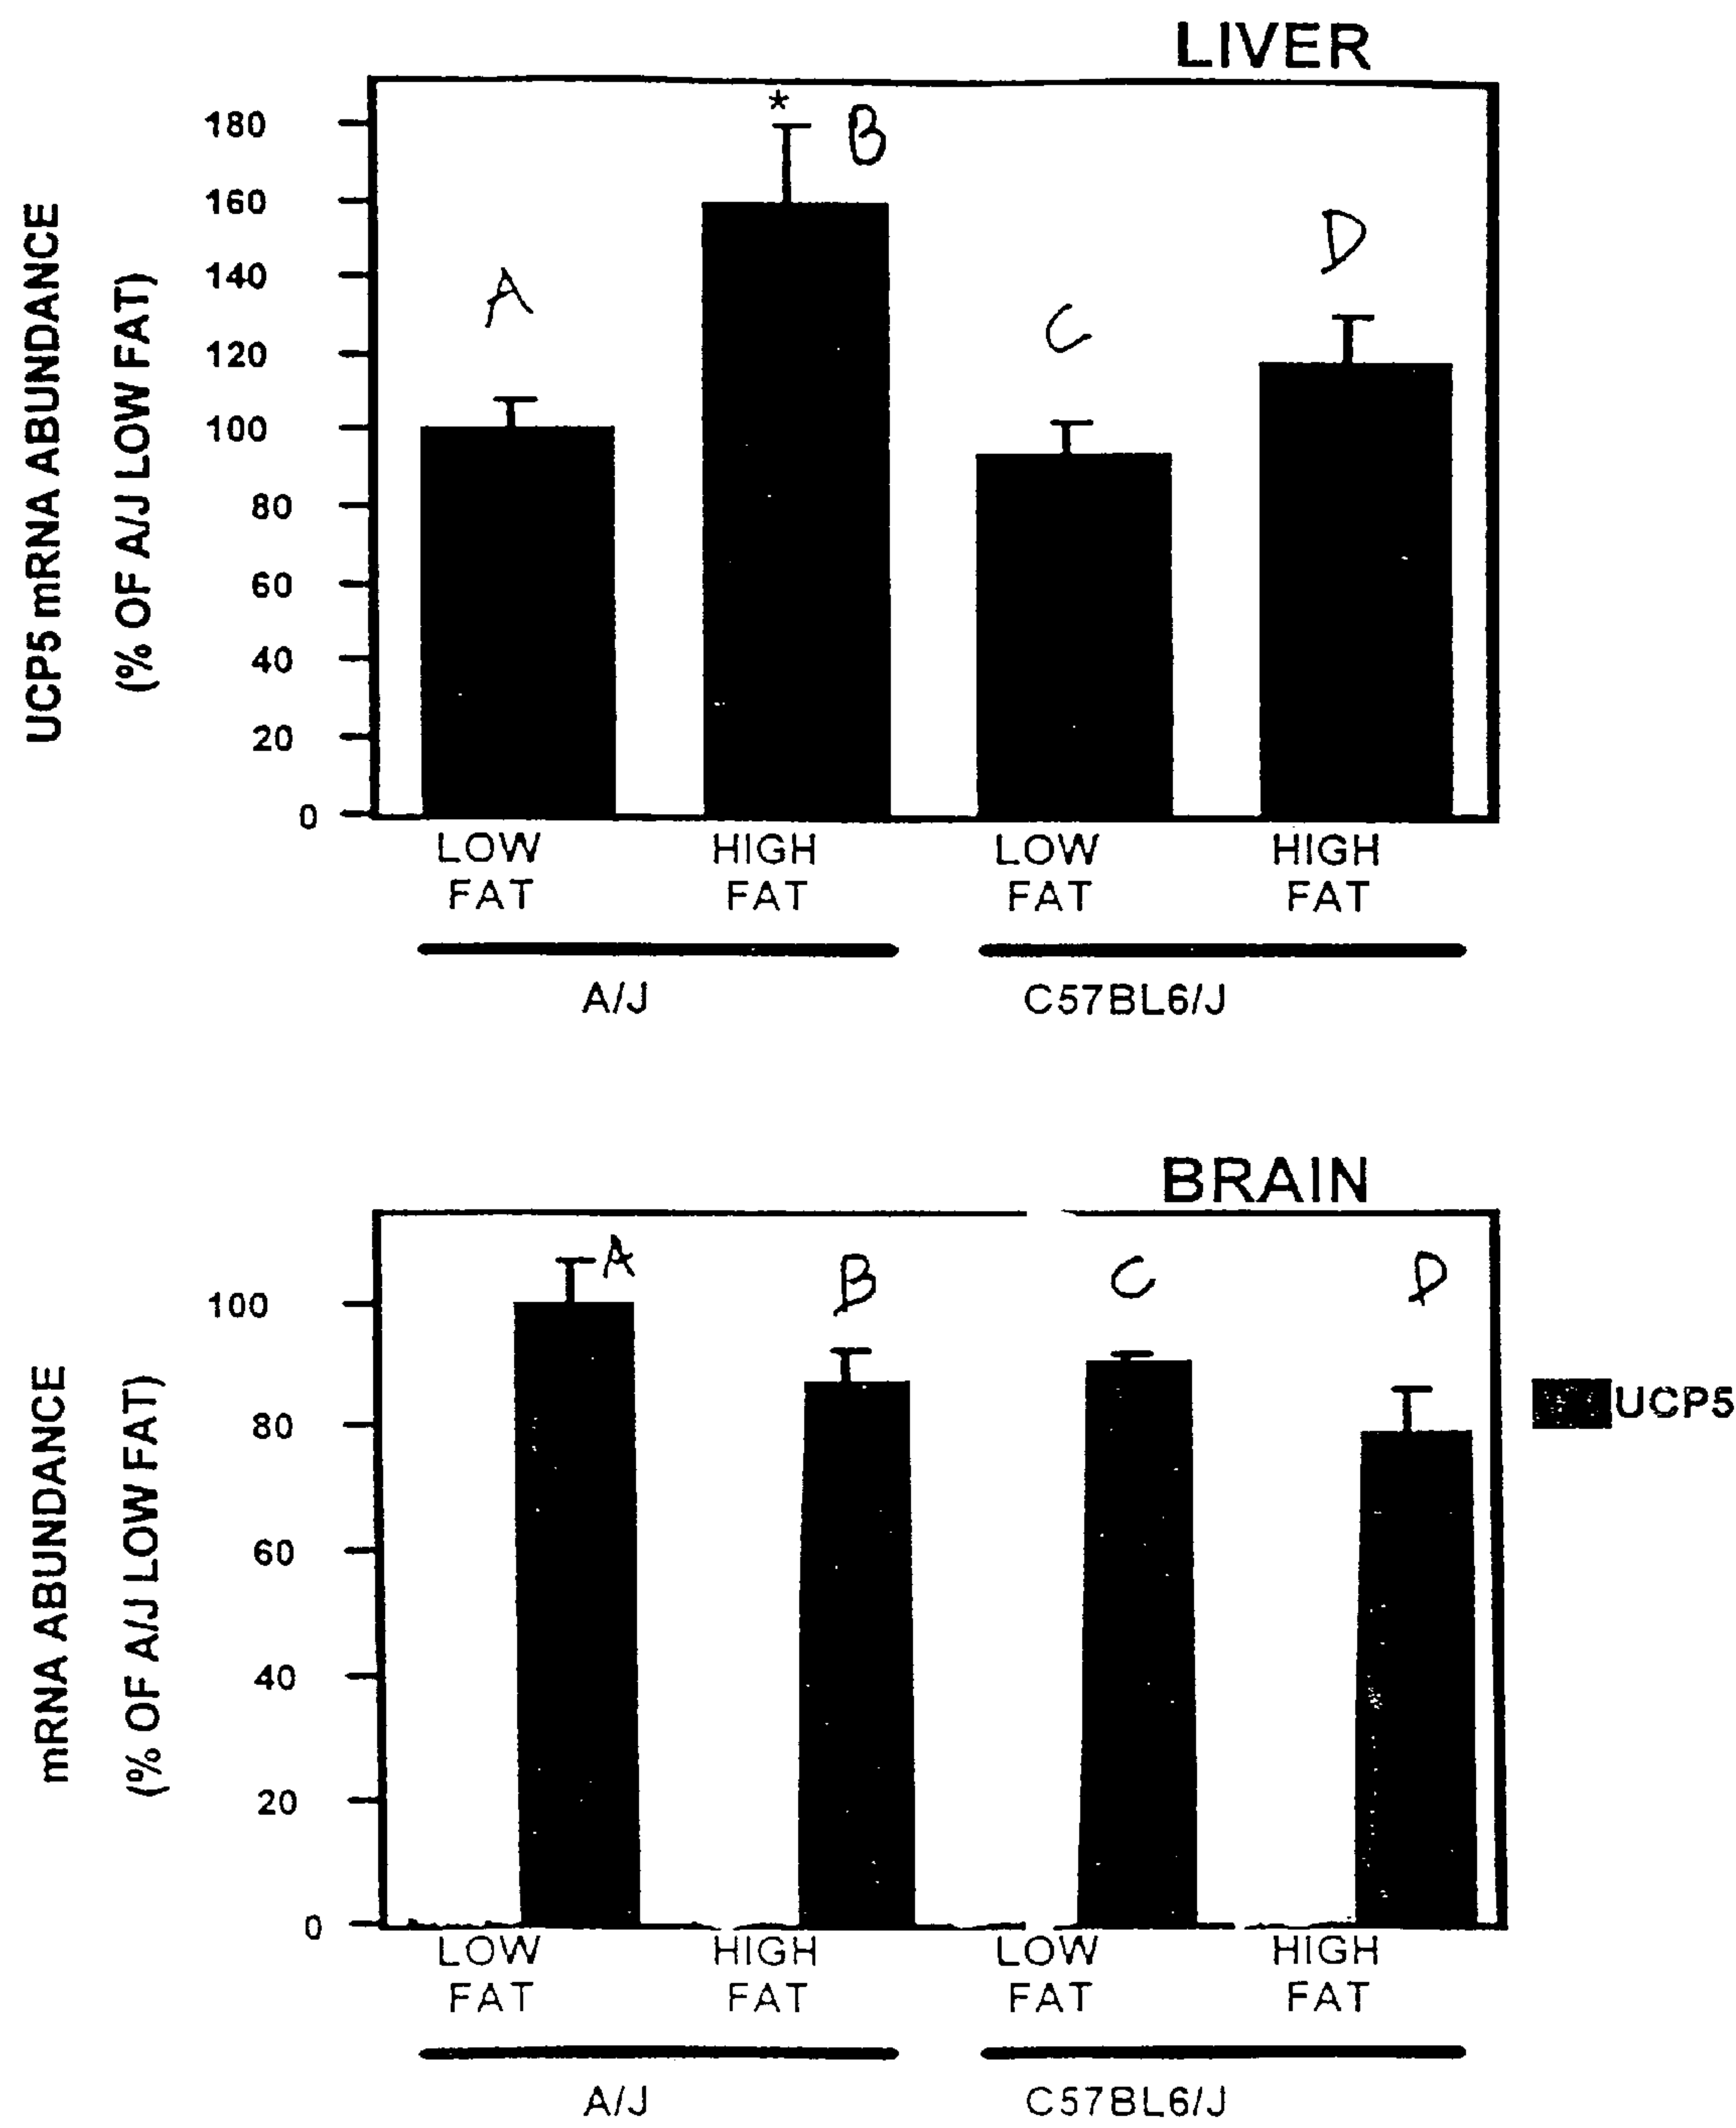 LIVER
UCP5 mRNA ABUNDANCE
(% OF A/J LOW FAT)
180
160
140
120
100
80
60
40
20
0
*
A
B
C
D
LOW FAT
HIGH FAT
LOW FAT
HIGH FAT
A/J
C57BL6/J
BRAIN
mRNA ABUNDANCE
(% OF A/J LOW FAT)
100
80
60
40
20
0
A
B
C
D
UCP5
LOW FAT
HIGH FAT
LOW FAT
HIGH FAT
A/J
C57BL6/J